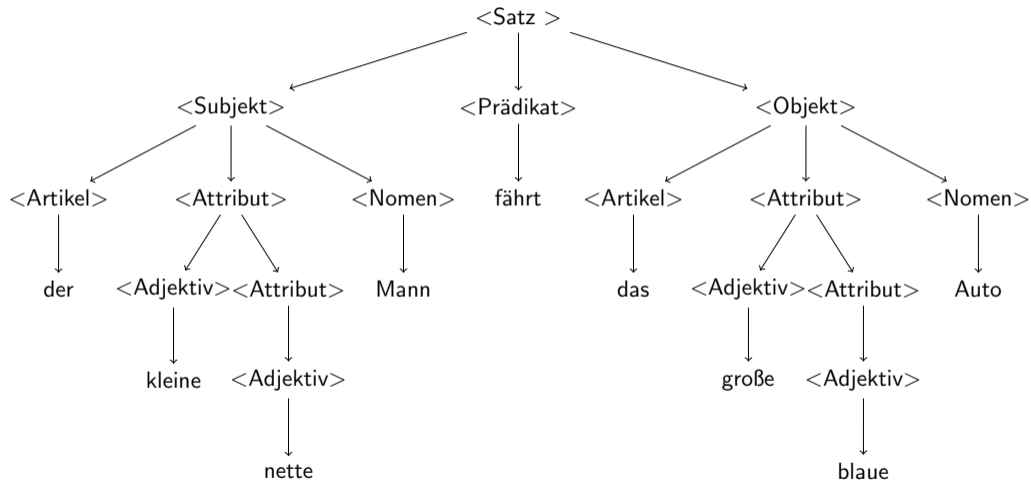 <Satz >
<Subjekt> <Prädikat> <Objekt>
<Artikel> <Attribut> <Nomen> fährt <Artikel> <Attribut> <Nomen>
der <Adjektiv> <Attribut> Mann das <Adjektiv> <Attribut> Auto
kleine <Adjektiv> große <Adjektiv>
nette blaue